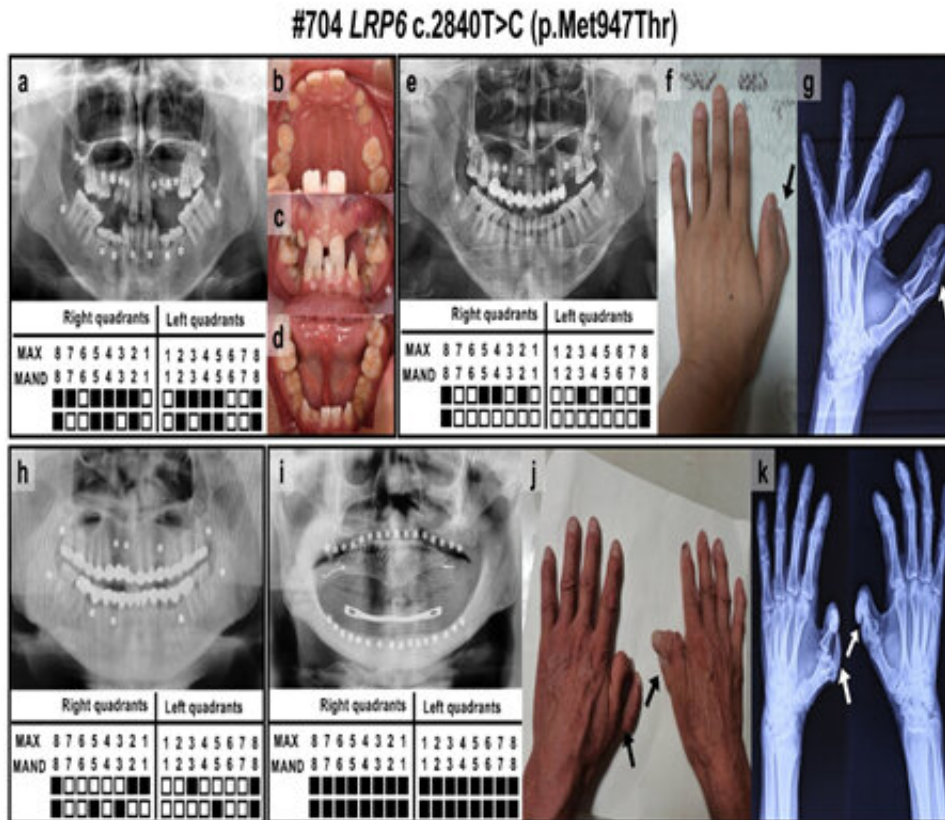 #704 LRP6 c.2840T>C (p.Met947Thr)
a
b
c
d
e
f
g
Right quadrants Left quadrants
MAX 8 7 6 5 4 3 2 1 1 2 3 4 5 6 7 8
MAND 8 7 6 5 4 3 2 1 1 2 3 4 5 6 7 8
Right quadrants Left quadrants
MAX 8 7 6 5 4 3 2 1 1 2 3 4 5 6 7 8
MAND 8 7 6 5 4 3 2 1 1 2 3 4 5 6 7 8
h
i
j
k
Right quadrants Left quadrants
MAX 8 7 6 5 4 3 2 1 1 2 3 4 5 6 7 8
MAND 8 7 6 5 4 3 2 1 1 2 3 4 5 6 7 8
Right quadrants Left quadrants
MAX 8 7 6 5 4 3 2 1 1 2 3 4 5 6 7 8
MAND 8 7 6 5 4 3 2 1 1 2 3 4 5 6 7 8